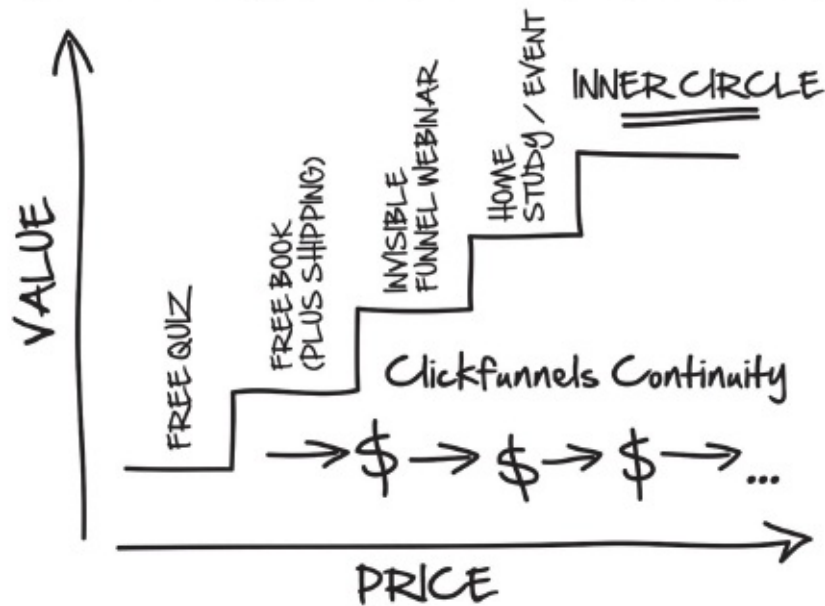 VALUE
FREE QUIZ
FREE BOOK
(PLUS SHIPPING)
INVISIBLE
FUNNEL WEBINAR
HOME
STUDY / EVENT
INNER CIRCLE
Clickfunnels Continuity
$ $ $ ...
PRICE